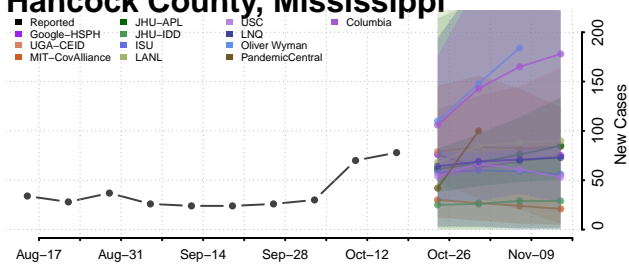 Hancock County, Mississippi
Reported JHU−APL USC Columbia
Google−HSPH JHU−IDD LNQ
UGA−CEID ISU Oliver Wyman
MIT−CovAlliance LANL PandemicCentral
200
150
100
50
0
New Cases
Aug−17 Aug−31 Sep−14 Sep−28 Oct−12 Oct−26 Nov−09